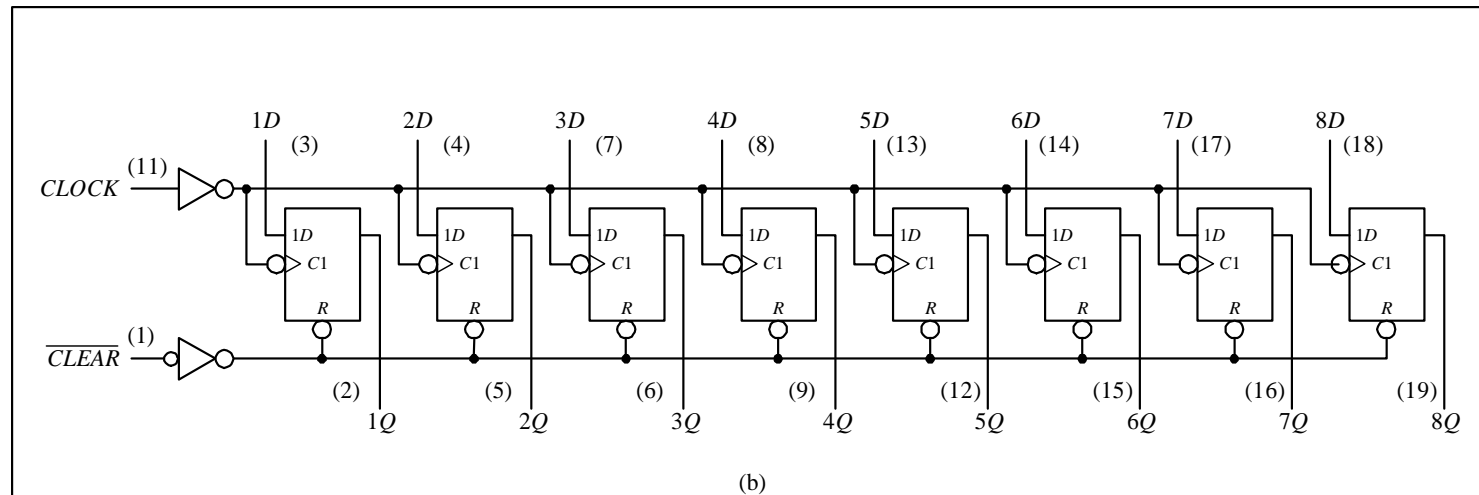 1D 2D 3D 4D 5D 6D 7D 8D
(3) (4) (7) (8) (13) (14) (17) (18)
(11)
CLOCK
1D 1D 1D 1D 1D 1D 1D 1D
C1 C1 C1 C1 C1 C1 C1 C1
R R R R R R R R
(1)
CLEAR
(2) (5) (6) (9) (12) (15) (16) (19)
1Q 2Q 3Q 4Q 5Q 6Q 7Q 8Q
(b)